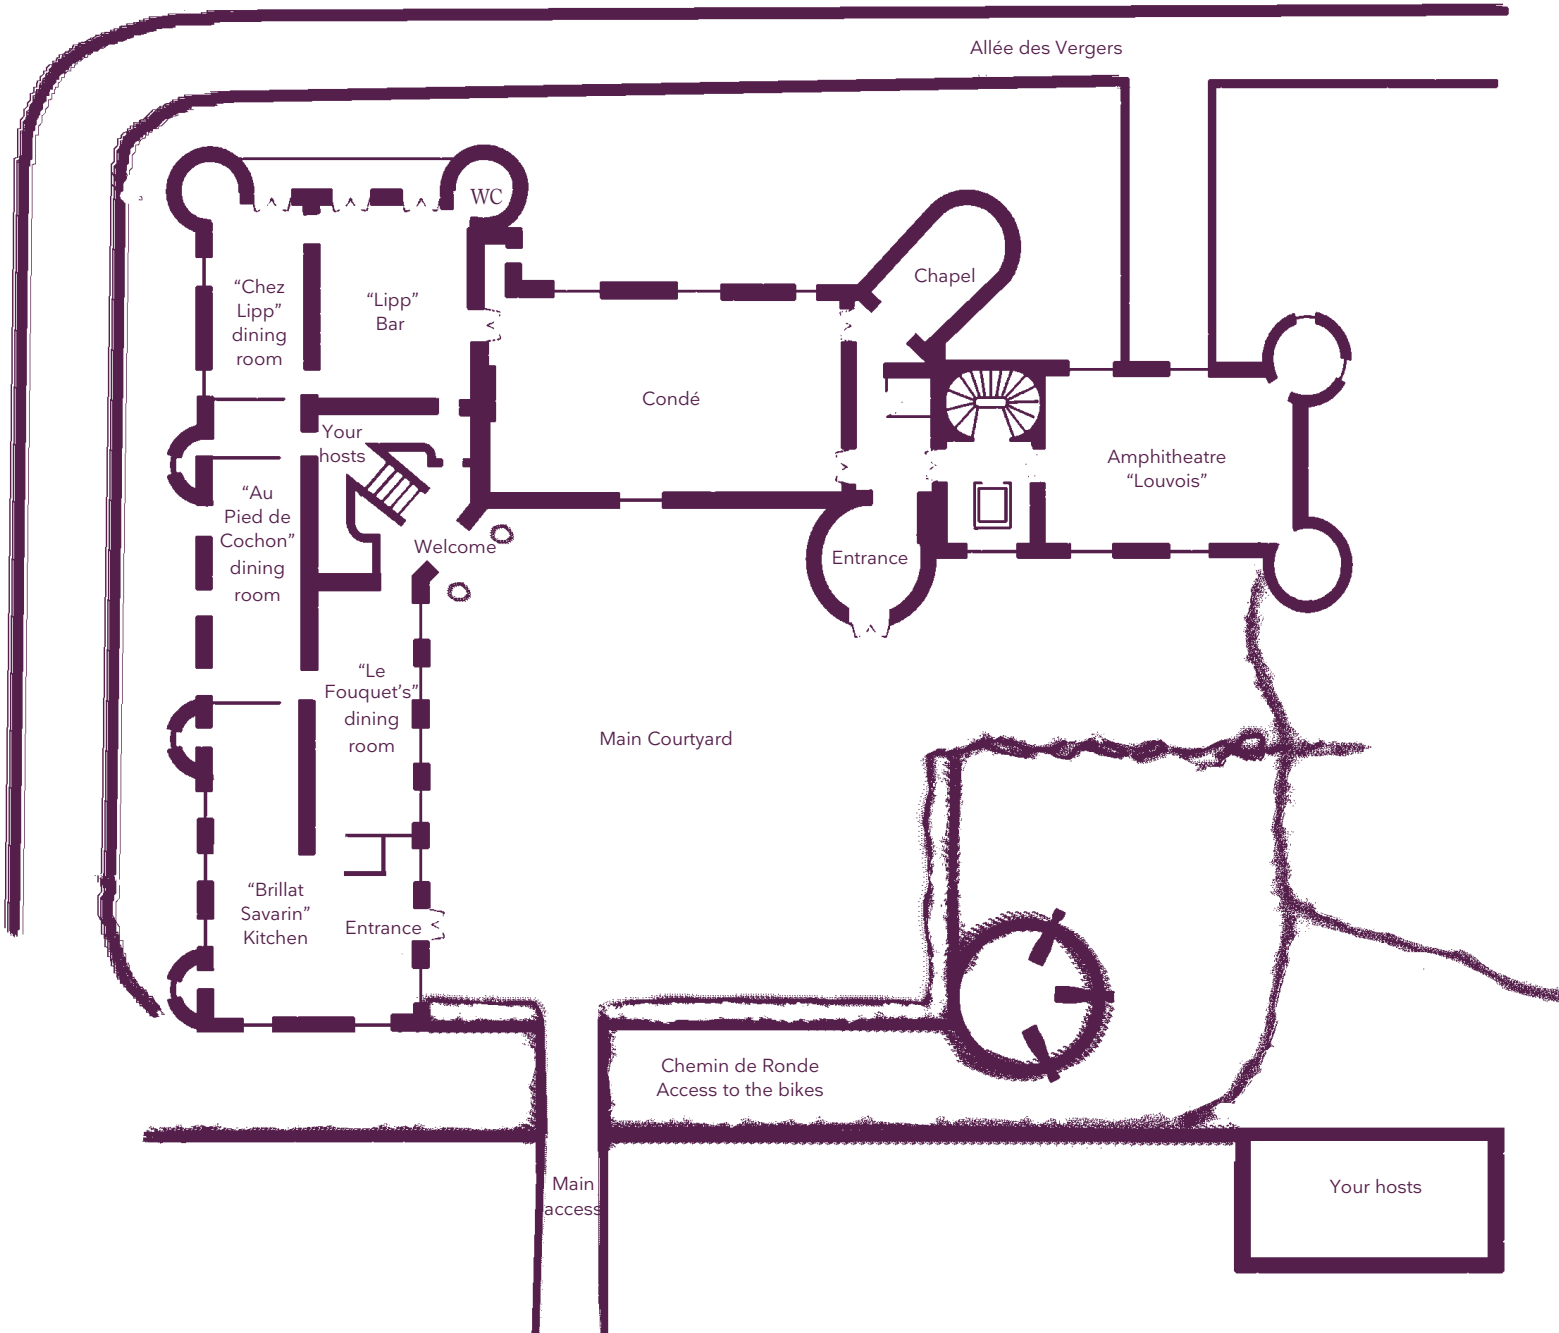 Allée des Vergers
WC
Chapel
“Chez
Lipp”
dining
room
“Lipp”
Bar
Condé
Your
hosts
Amphitheatre
“Louvois”
“Au
Pied de
Cochon”
dining
room
Welcome
Entrance
“Le
Fouquet’s”
dining
room
Main Courtyard
“Brillat
Savarin”
Kitchen
Entrance
Chemin de Ronde
Access to the bikes
Main
access
Your hosts